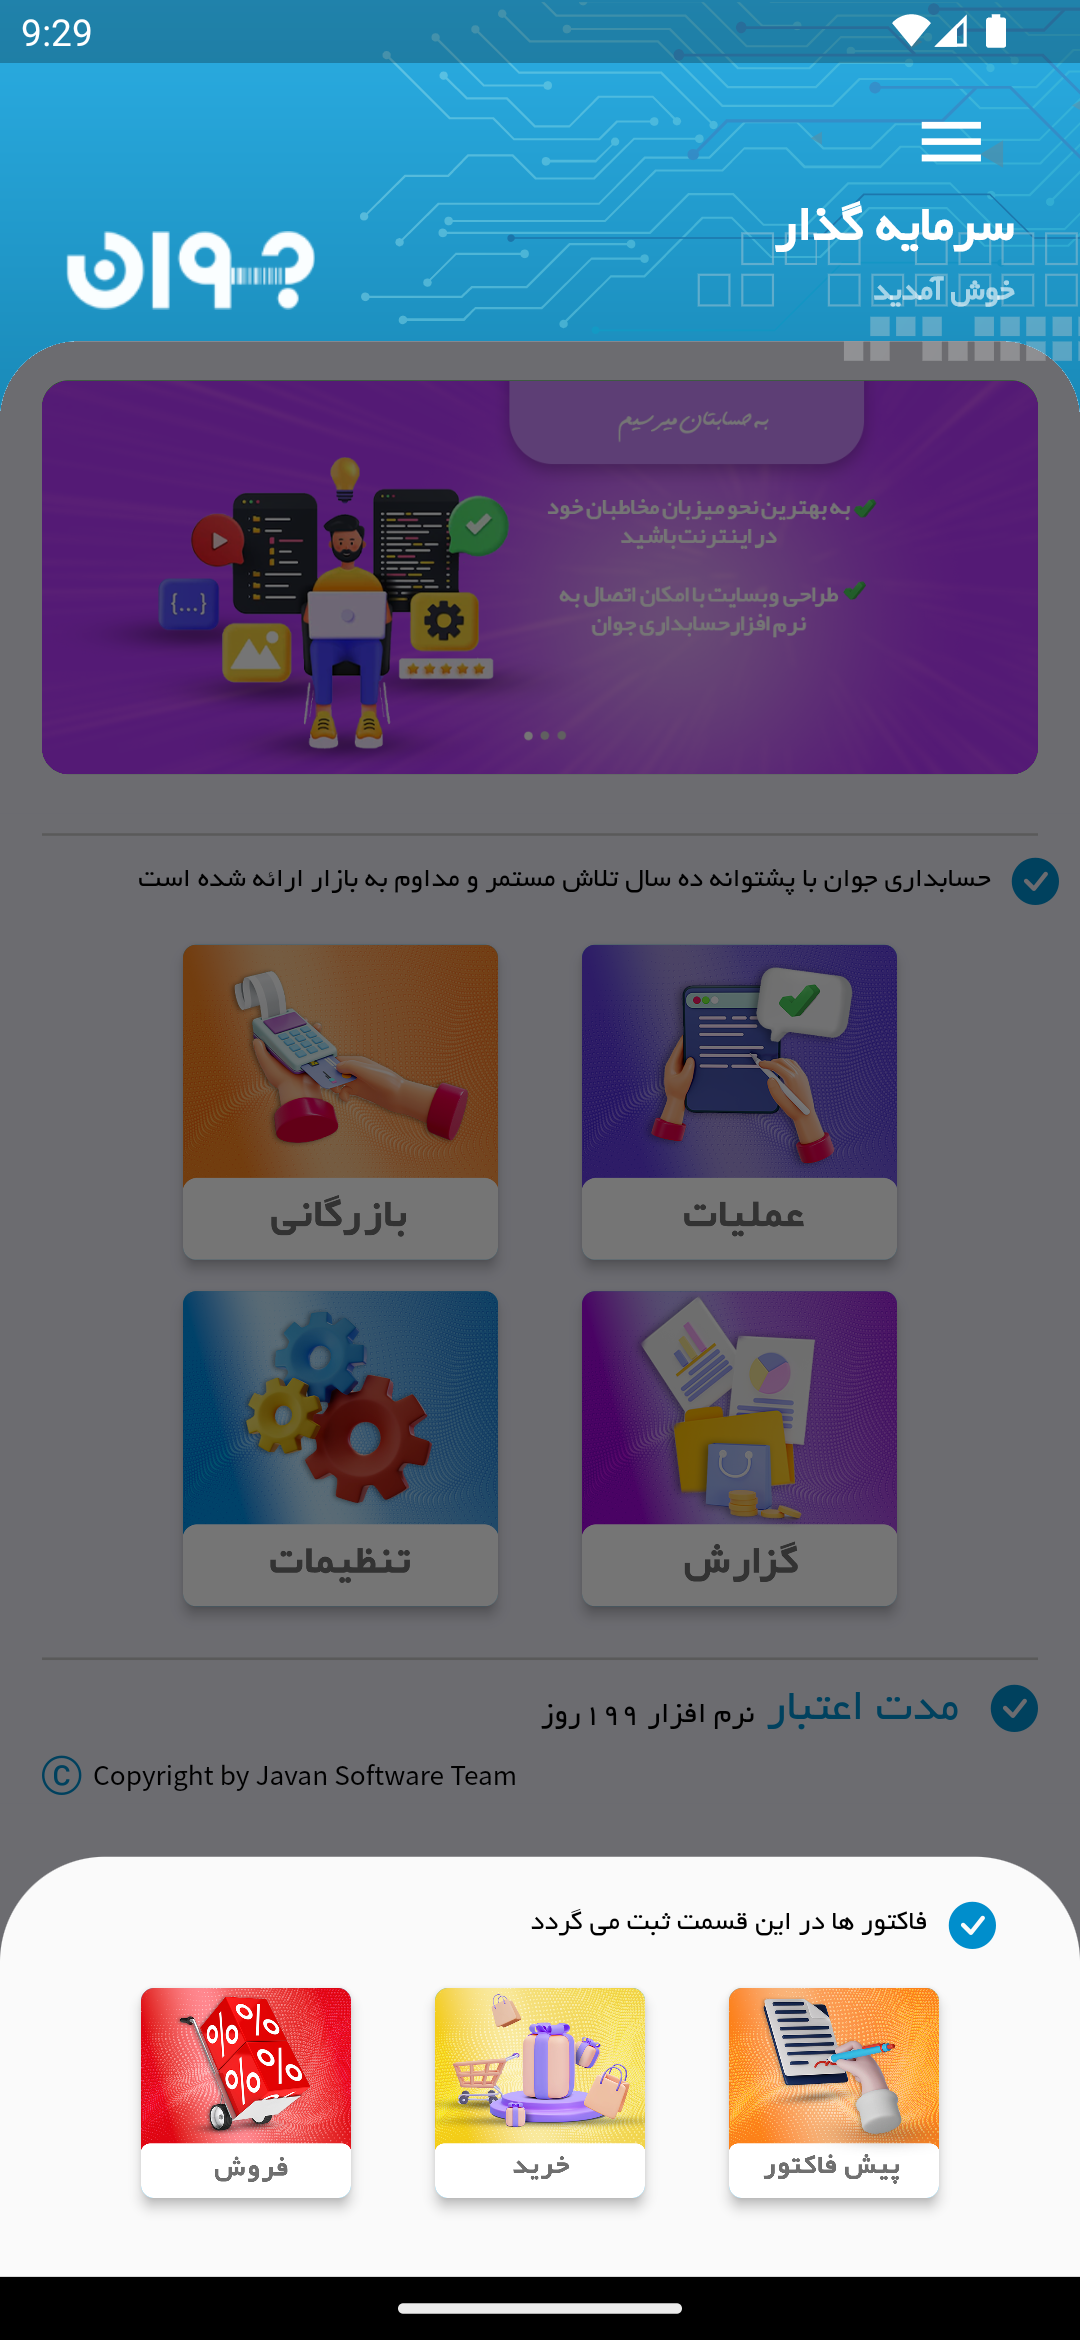 9:29
سرمایه گذار
خوش آمدید
جوان
به حسابتان میرسیم
به بهترین نحو میزبان مخاطبان خود
در اینترنت باشید
طراحی وبسایت با امکان اتصال به
نرم افزار حسابداری جوان
{...}
حسابداری جوان با پشتوانه ده سال تلاش مستمر و مداوم به بازار ارائه شده است
عملیات
بازرگانی
گزارش
تنظیمات
مدت اعتبار نرم افزار ۱۹۹ روز
© Copyright by Javan Software Team
فاکتور ها در این قسمت ثبت می گردد
پیش فاکتور
خرید
% % % %
فروش